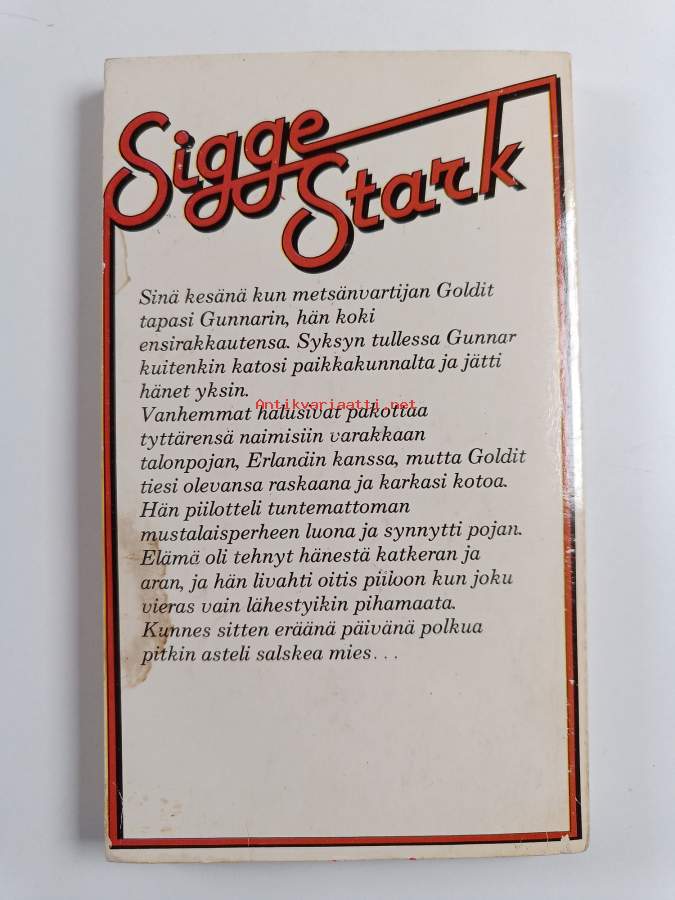 Sigge
Stark
Sinä kesänä kun metsänvartijan Goldit
tapasi Gunnarin, hän koki
ensirakkautensa. Syksyn tullessa Gunnar
kuitenkin katosi paikkakunnalta ja jätti
hänet yksin.
Antikvariaatti.net
Vanhemmat halusivat pakottaa
tyttärensä naimisiin varakkaan
talonpojan, Erlandin kanssa, mutta Goldit
tiesi olevansa raskaana ja karkasi kotoa.
Hän piilotteli tuntemattoman
mustalaisperheen luona ja synnytti pojan.
Elämä oli tehnyt hänestä katkeran ja
aran, ja hän livahti oitis piiloon kun joku
vieras vain lähestyikin pihamaata.
Kunnes sitten eräänä päivänä polkua
pitkin asteli salskea mies...